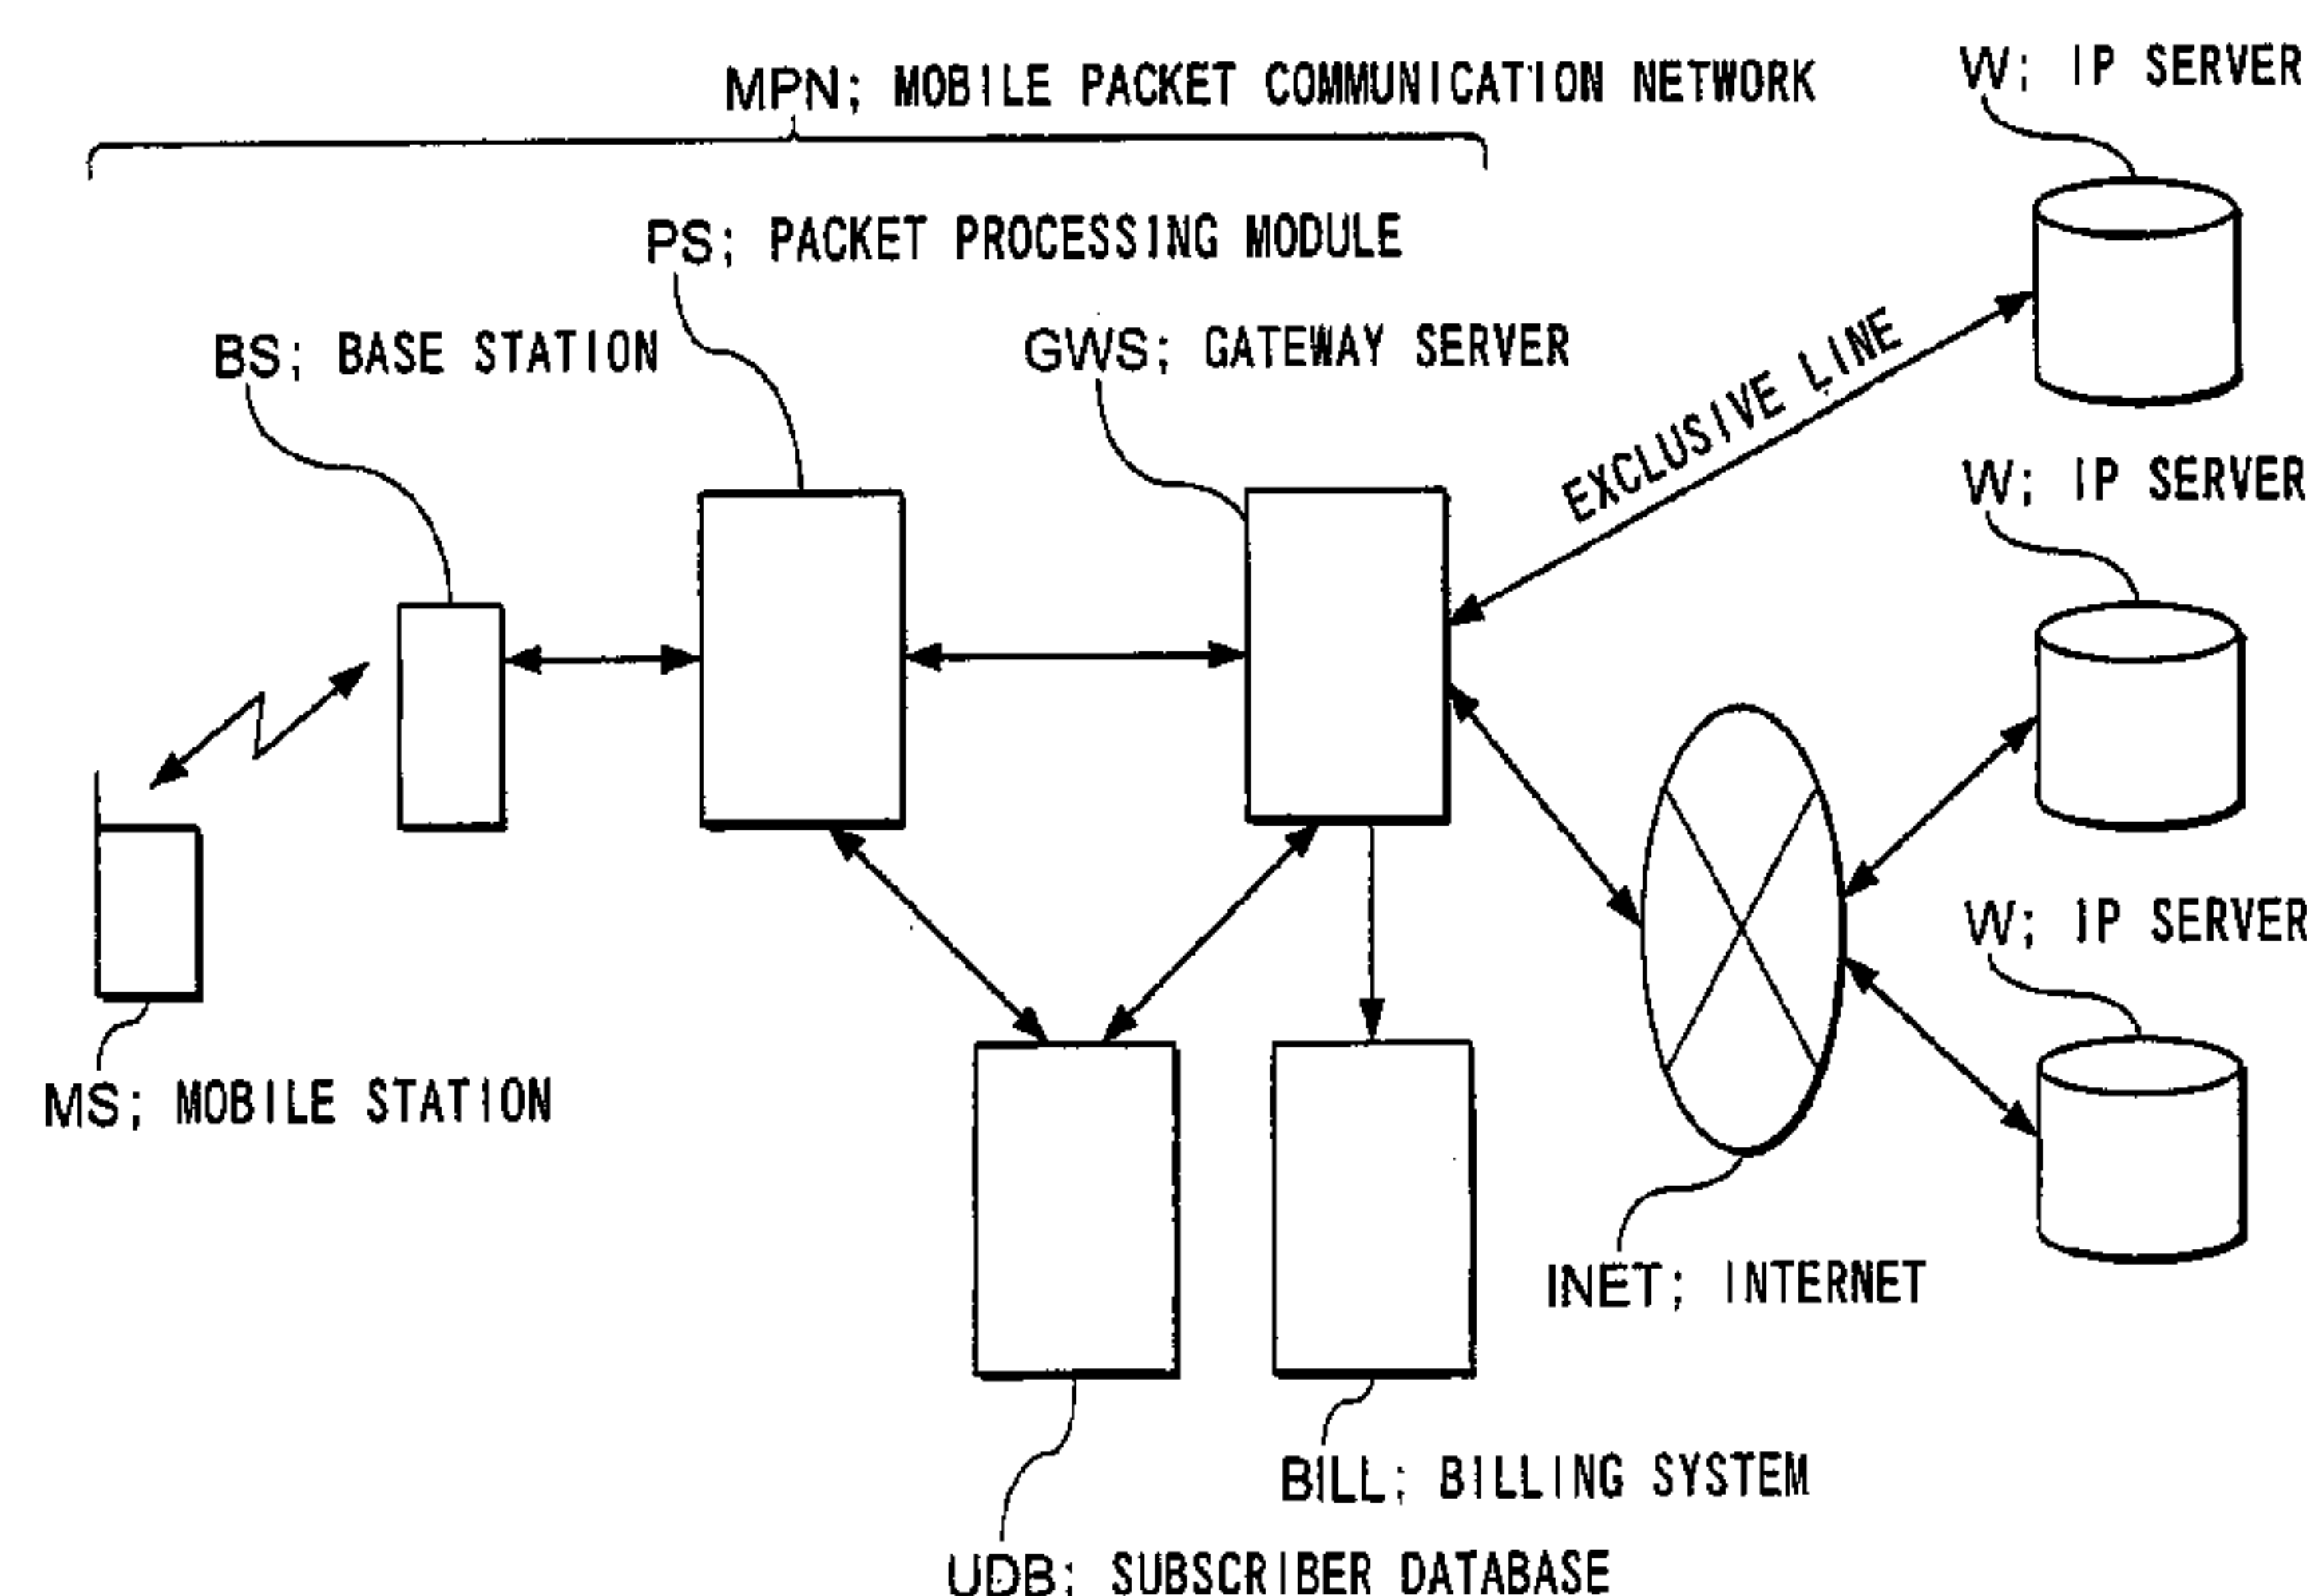 MPN; MOBILE PACKET COMMUNICATION NETWORK
W; IP SERVER
PS; PACKET PROCESSING MODULE
BS; BASE STATION
GWS; GATEWAY SERVER
EXCLUSIVE LINE
W; IP SERVER
W; IP SERVER
MS; MOBILE STATION
INET; INTERNET
BILL; BILLING SYSTEM
UDB; SUBSCRIBER DATABASE